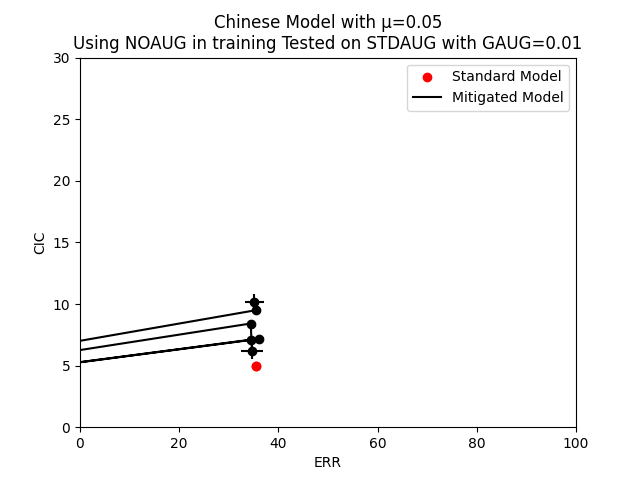 Chinese Model with μ=0.05
Using NOAUG in training Tested on STDAUG with GAUG=0.01
30
25
20
15
10
5
0
CIC
Standard Model
Mitigated Model
0 20 40 60 80 100
ERR